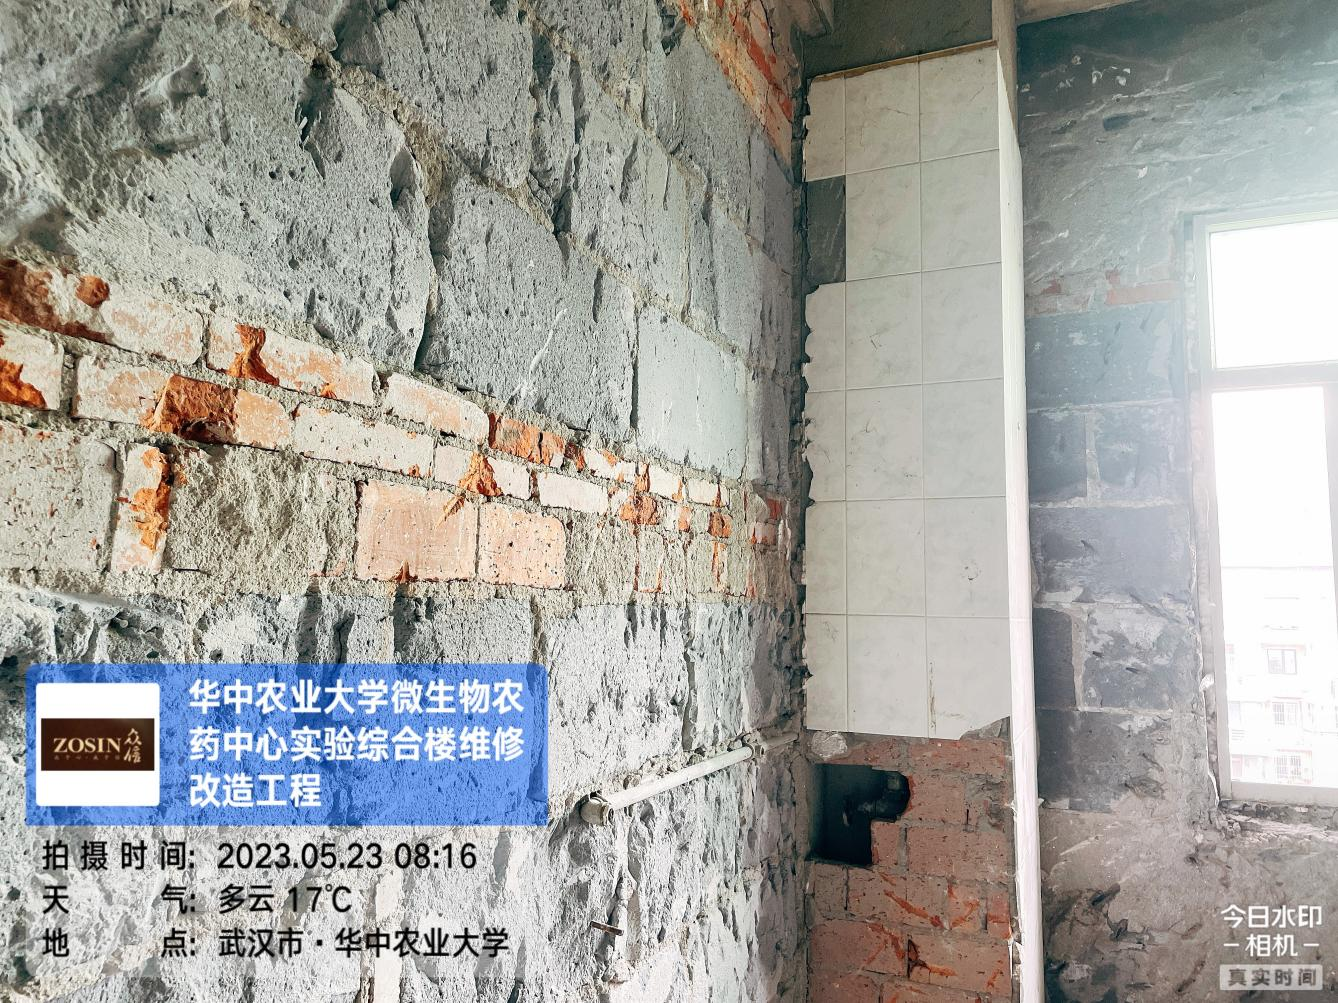 华中农业大学微生物农
药中心实验综合楼维修
改造工程
ZOSIN 众信
拍摄时间: 2023.05.23 08:16
天气: 多云 17℃
地点: 武汉市·华中农业大学
今日水印
-相机-
真实时间